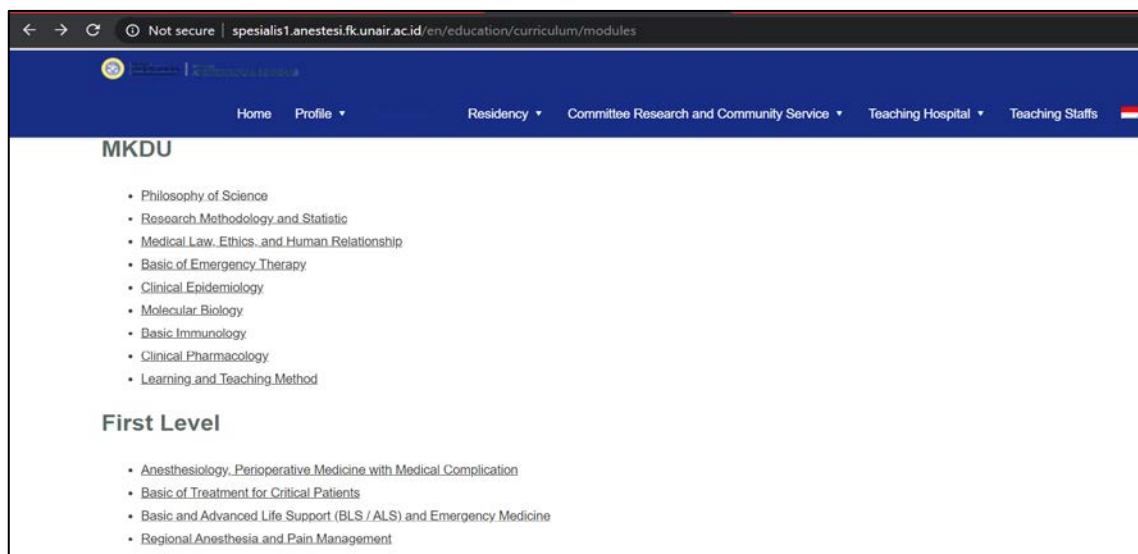 Not secure | spesialis1.anestesi.fk.unair.ac.id/en/education/curriculum/modules
Home Profile Residency Committee Research and Community Service Teaching Hospital Teaching Staffs
MKDU
• Philosophy of Science
• Research Methodology and Statistic
• Medical Law, Ethics, and Human Relationship
• Basic of Emergency Therapy
• Clinical Epidemiology
• Molecular Biology
• Basic Immunology
• Clinical Pharmacology
• Learning and Teaching Method
First Level
• Anesthesiology, Perioperative Medicine with Medical Complication
• Basic of Treatment for Critical Patients
• Basic and Advanced Life Support (BLS / ALS) and Emergency Medicine
• Regional Anesthesia and Pain Management